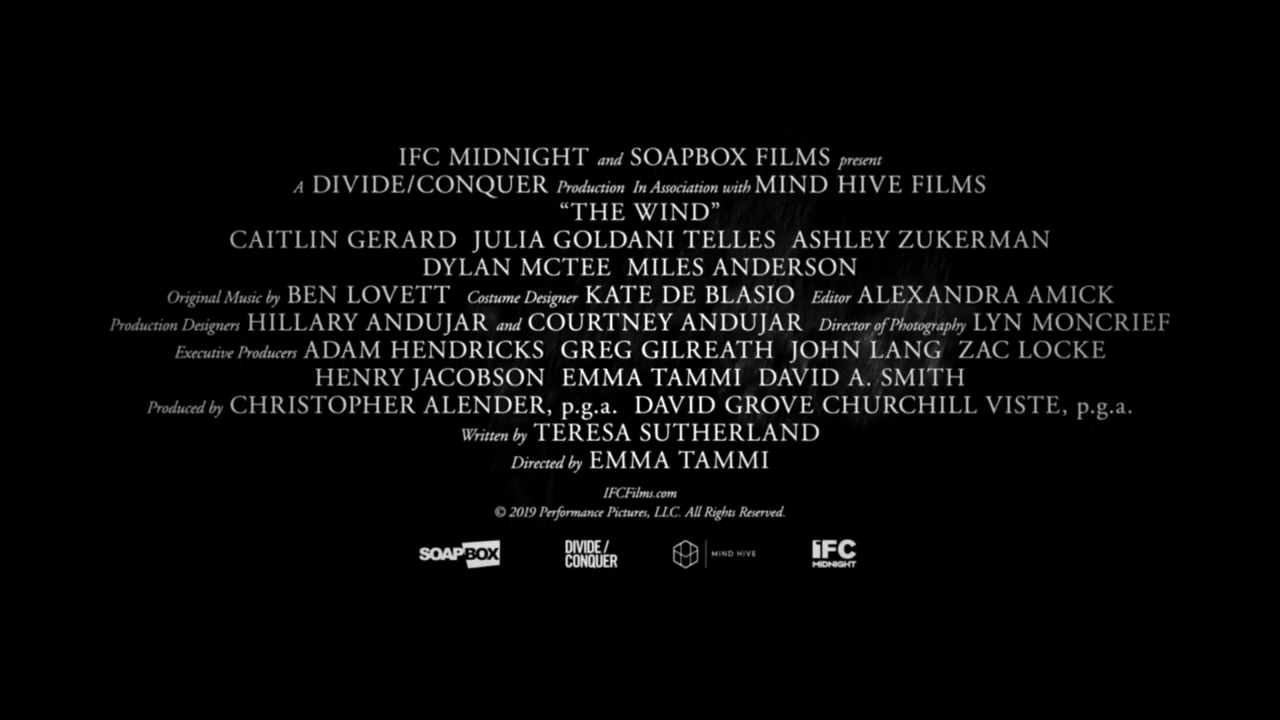 IFC MIDNIGHT and SOAPBOX FILMS present
A DIVIDE/CONQUER Production In Association with MIND HIVE FILMS
“THE WIND”
CAITLIN GERARD JULIA GOLDANI TELLES ASHLEY ZUKERMAN
DYLAN MCTEE MILES ANDERSON
Original Music by BEN LOVETT Costume Designer KATE DE BLASIO Editor ALEXANDRA AMICK
Production Designers HILLARY ANDUJAR and COURTNEY ANDUJAR Director of Photography LYN MONCRIEF
Executive Producers ADAM HENDRICKS GREG GILREATH JOHN LANG ZAC LOCKE
HENRY JACOBSON EMMA TAMMI DAVID A. SMITH
Produced by CHRISTOPHER ALENDER, p.g.a. DAVID GROVE CHURCHILL VISTE, p.g.a.
Written by TERESA SUTHERLAND
Directed by EMMA TAMMI
IFCFilms.com
© 2019 Performance Pictures, LLC. All Rights Reserved.
SOAPBOX
DIVIDE/
CONQUER
MIND HIVE
IFC
MIDNIGHT